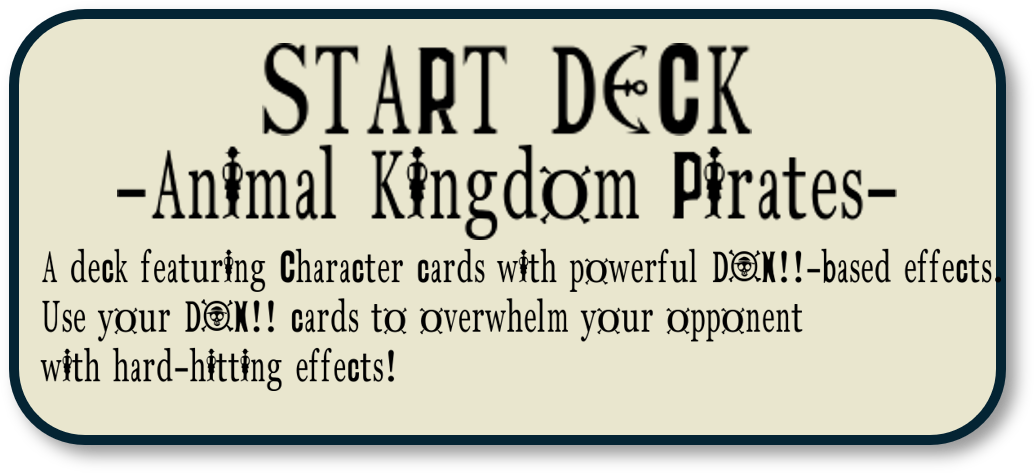 START DECK
-Animal Kingdom Pirates-
A deck featuring Character cards with powerful DON!!-based effects.
Use your DON!! cards to overwhelm your opponent
with hard-hitting effects!